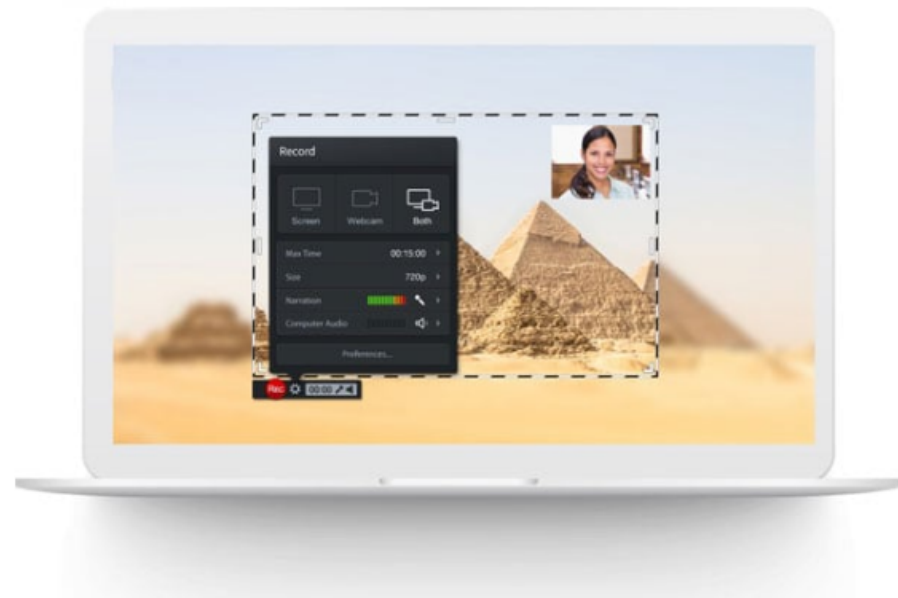 Record
Screen Webcam Both
Max Time 00:15:00
Size 720p
Narration
Computer Audio
Preferences...
Rec 00:00